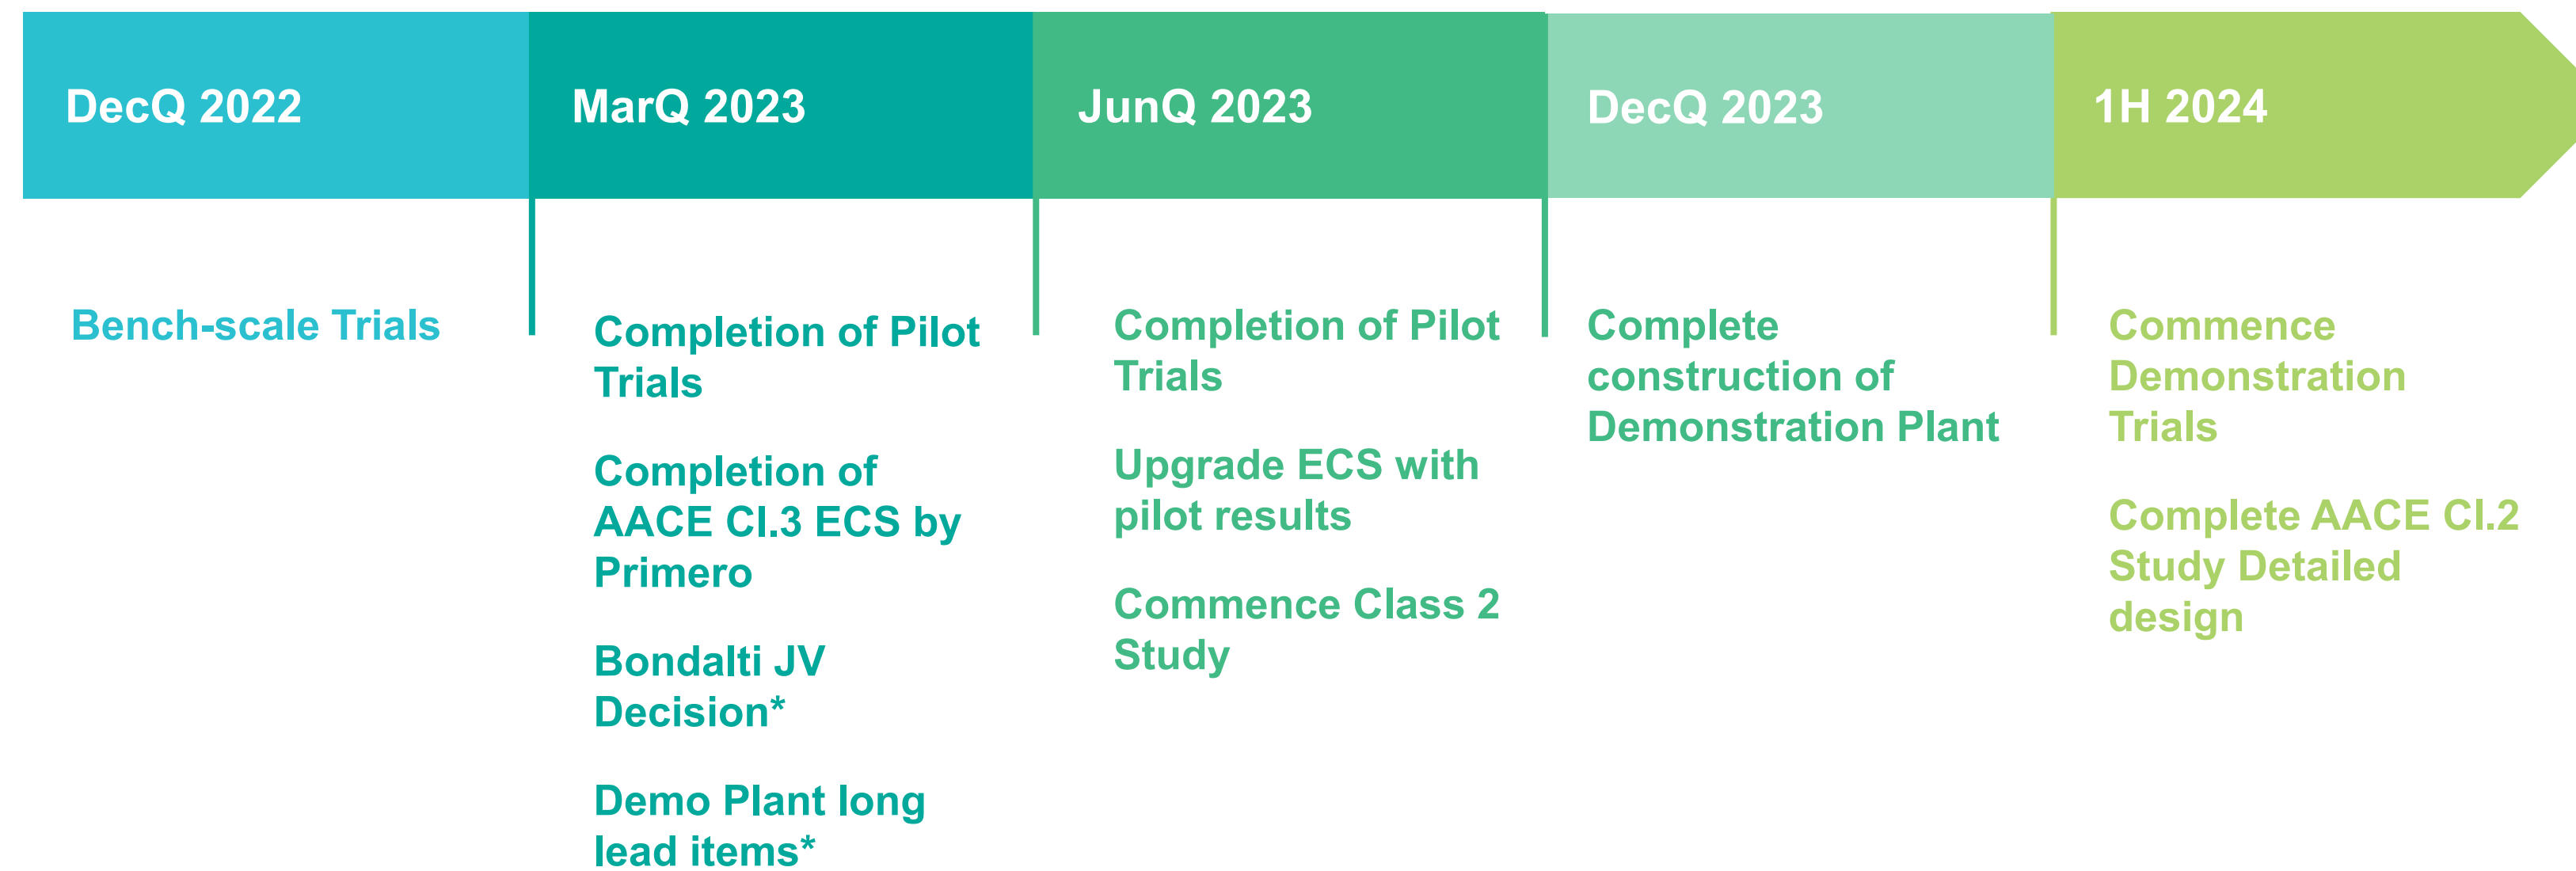 DecQ 2022
MarQ 2023
JunQ 2023
DecQ 2023
1H 2024
Bench-scale Trials
Completion of Pilot
Trials
Completion of
AACE Cl.3 ECS by
Primero
Bondalti JV
Decision*
Demo Plant long
lead items*
Completion of Pilot
Trials
Upgrade ECS with
pilot results
Commence Class 2
Study
Complete
construction of
Demonstration Plant
Commence
Demonstration
Trials
Complete AACE Cl.2
Study Detailed
design